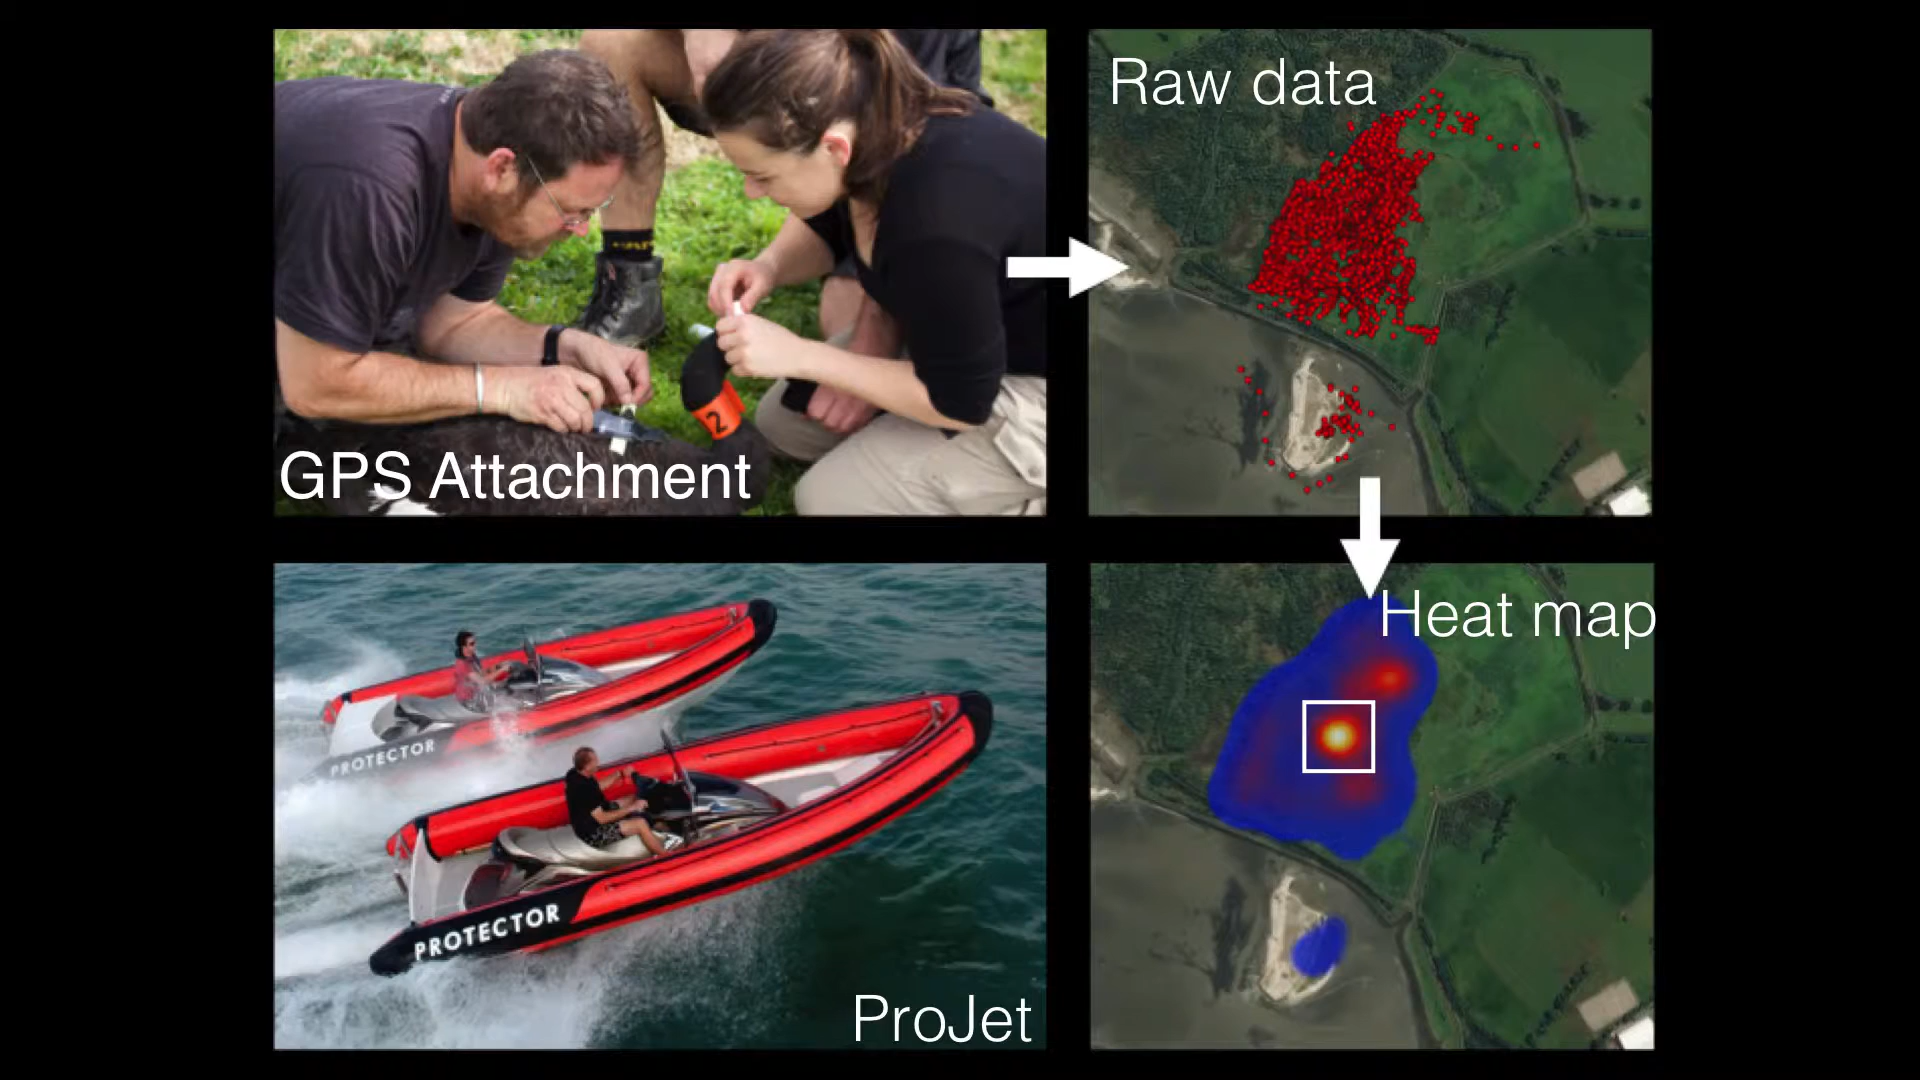 GPS Attachment
2
Raw data
PROTECTOR
PROTECTOR
ProJet
Heat map